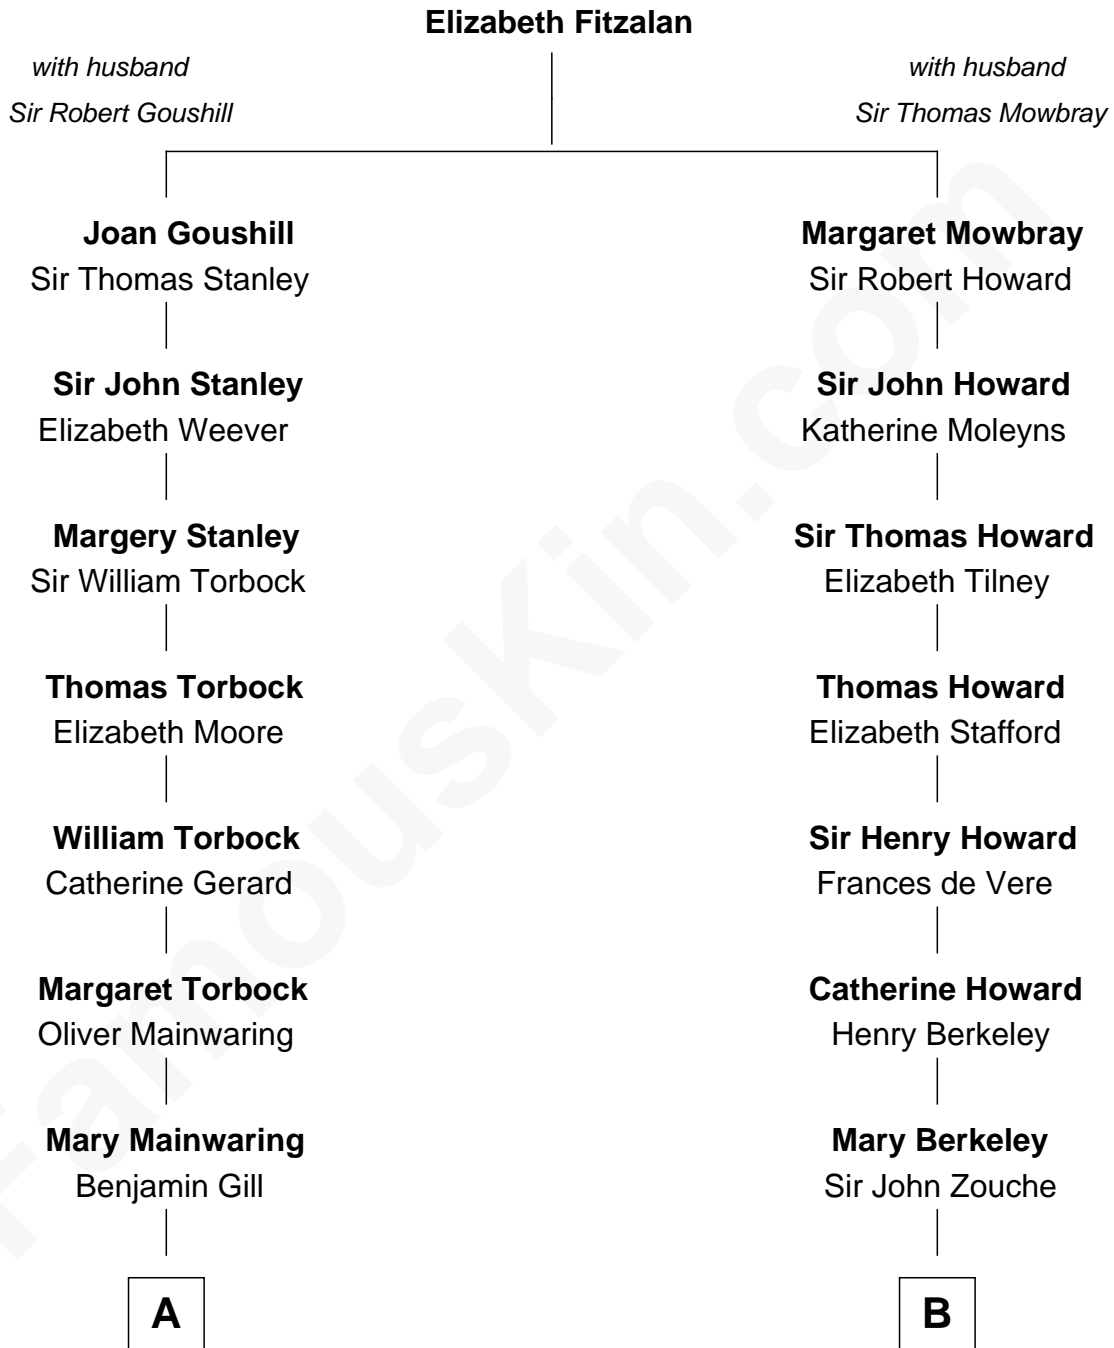 Elizabeth Fitzalan
with husband
Sir Robert Goushill
with husband
Sir Thomas Mowbray
Joan Goushill
Sir Thomas Stanley
Margaret Mowbray
Sir Robert Howard
Sir John Stanley
Elizabeth Weever
Sir John Howard
Katherine Moleyns
Margery Stanley
Sir William Torbock
Sir Thomas Howard
Elizabeth Tilney
Thomas Torbock
Elizabeth Moore
Thomas Howard
Elizabeth Stafford
William Torbock
Catherine Gerard
Sir Henry Howard
Frances de Vere
Margaret Torbock
Oliver Mainwaring
Catherine Howard
Henry Berkeley
Mary Mainwaring
Benjamin Gill
Mary Berkeley
Sir John Zouche
A
B
FamousKin.com